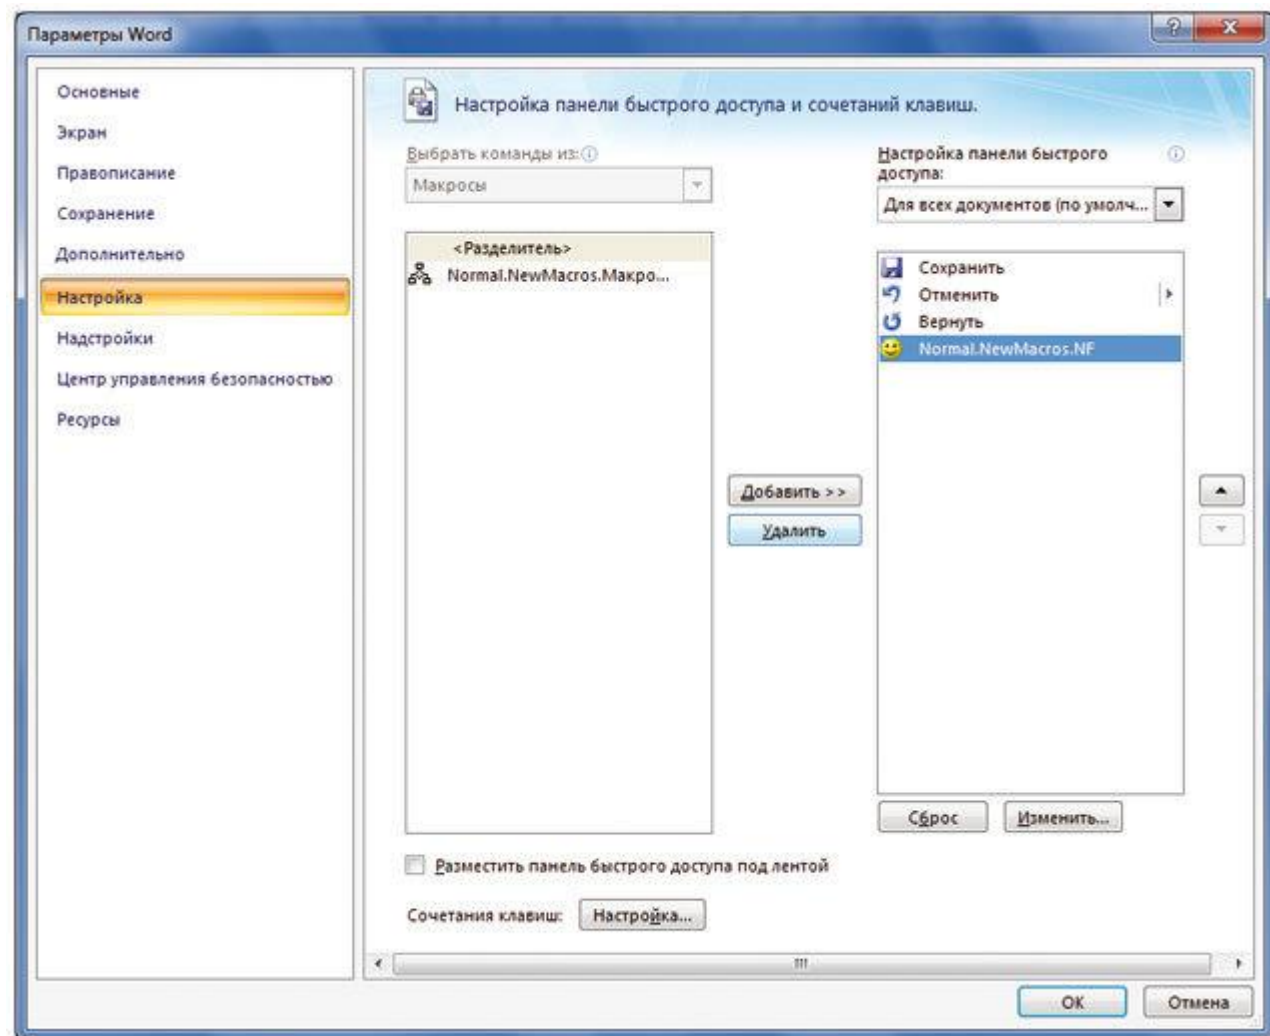 Параметры Word
Основные
Экран
Правописание
Сохранение
Дополнительно
Настройка
Надстройки
Центр управления безопасностью
Ресурсы
Настройка панели быстрого доступа и сочетаний клавиш.
Выбрать команды из:
Макросы
<Разделитель>
Normal.NewMacros.Макро...
Добавить >>
Удалить
Настройка панели быстрого
доступа:
Для всех документов (по умолч...
Сохранить
Отменить
Вернуть
Normal.NewMacros.NF
Сброс
Изменить...
Разместить панель быстрого доступа под лентой
Сочетания клавиш:
Настройка...
ОК
Отмена